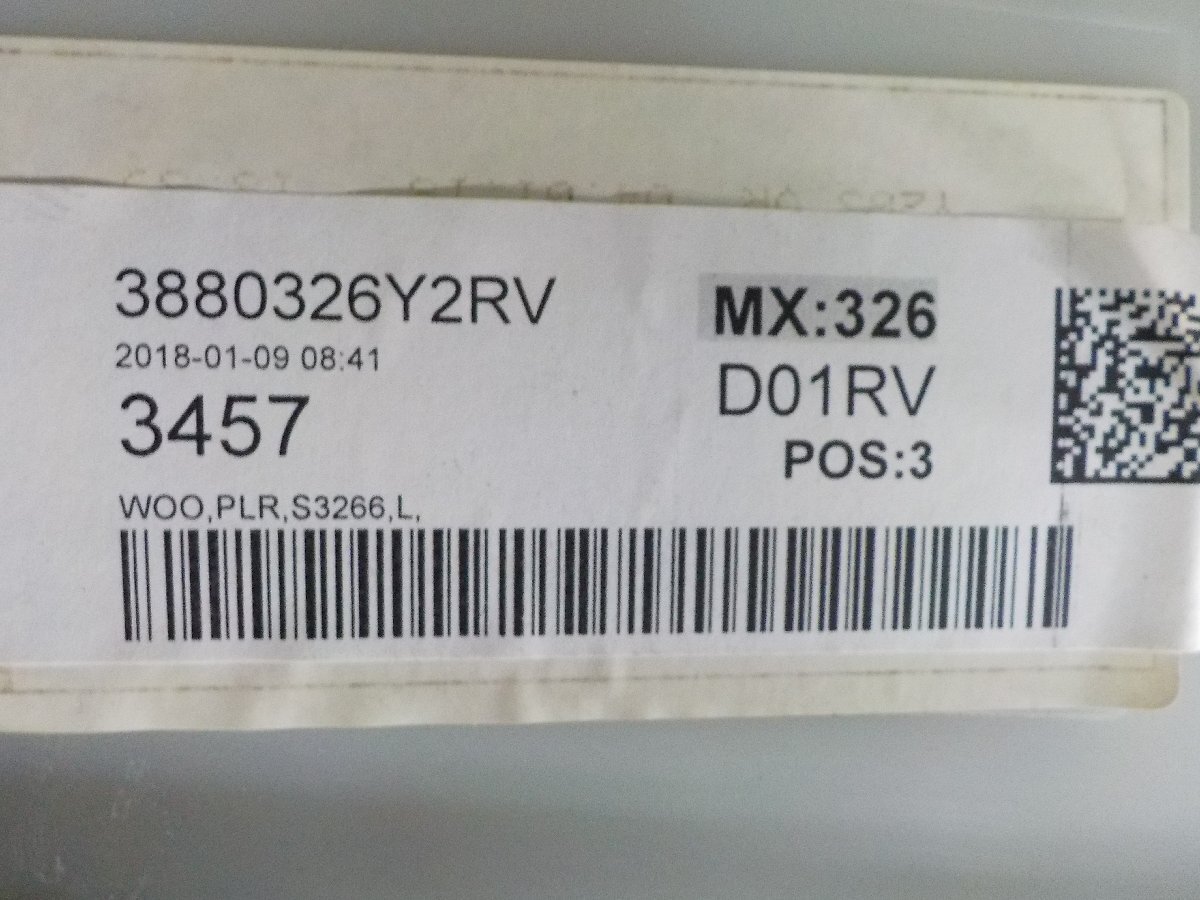 3880326Y2RV
2018-01-09 08:41
3457
WOO,PLR,S3266,L,
MX:326
D01RV
POS:3